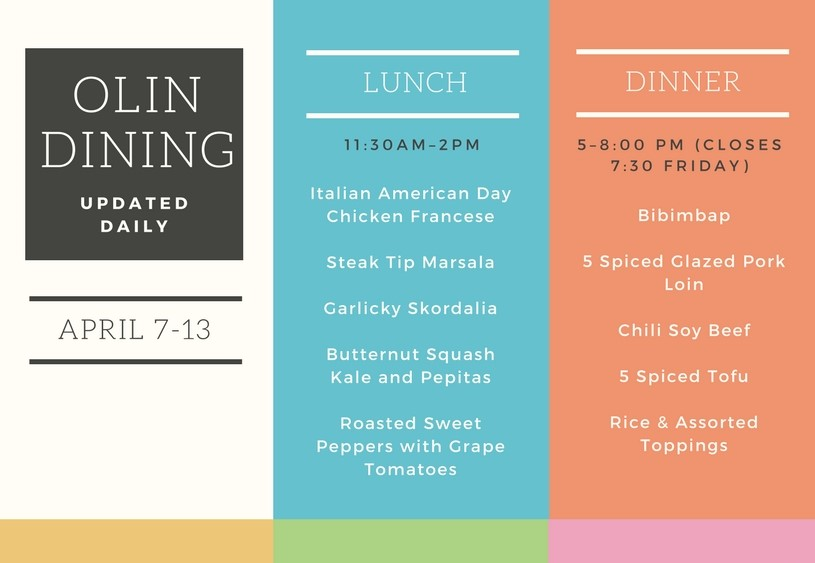 OLIN
DINING
UPDATED
DAILY
APRIL 7-13
LUNCH
11:30AM–2PM
Italian American Day
Chicken Francese
Steak Tip Marsala
Garlicky Skordalia
Butternut Squash
Kale and Pepitas
Roasted Sweet
Peppers with Grape
Tomatoes
DINNER
5–8:00 PM (CLOSES
7:30 FRIDAY)
Bibimbap
5 Spiced Glazed Pork
Loin
Chili Soy Beef
5 Spiced Tofu
Rice & Assorted
Toppings